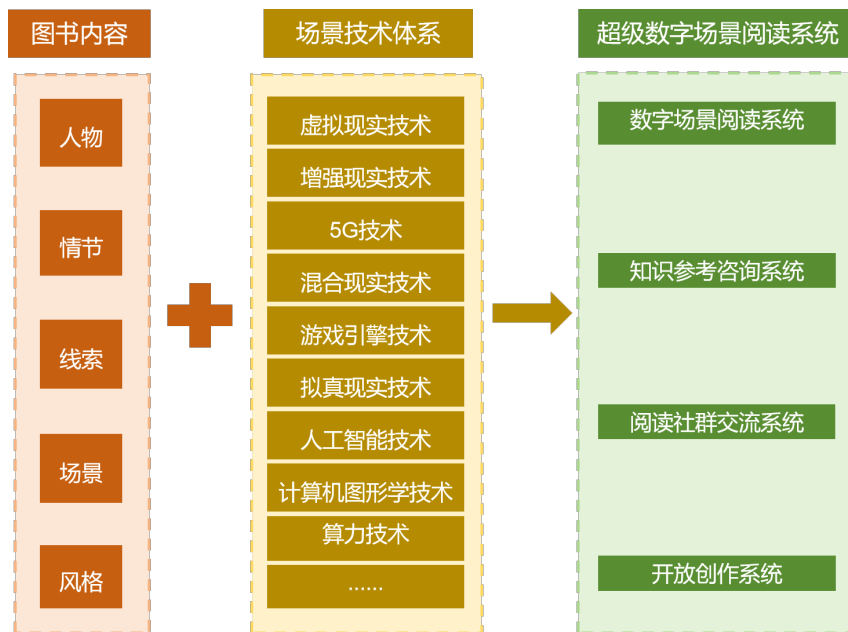 图书内容
场景技术体系
超级数字场景阅读系统
人物
情节
线索
场景
风格
虚拟现实技术
增强现实技术
5G技术
混合现实技术
游戏引擎技术
拟真现实技术
人工智能技术
计算机图形学技术
算力技术
......
数字场景阅读系统
知识参考咨询系统
阅读社群交流系统
开放创作系统